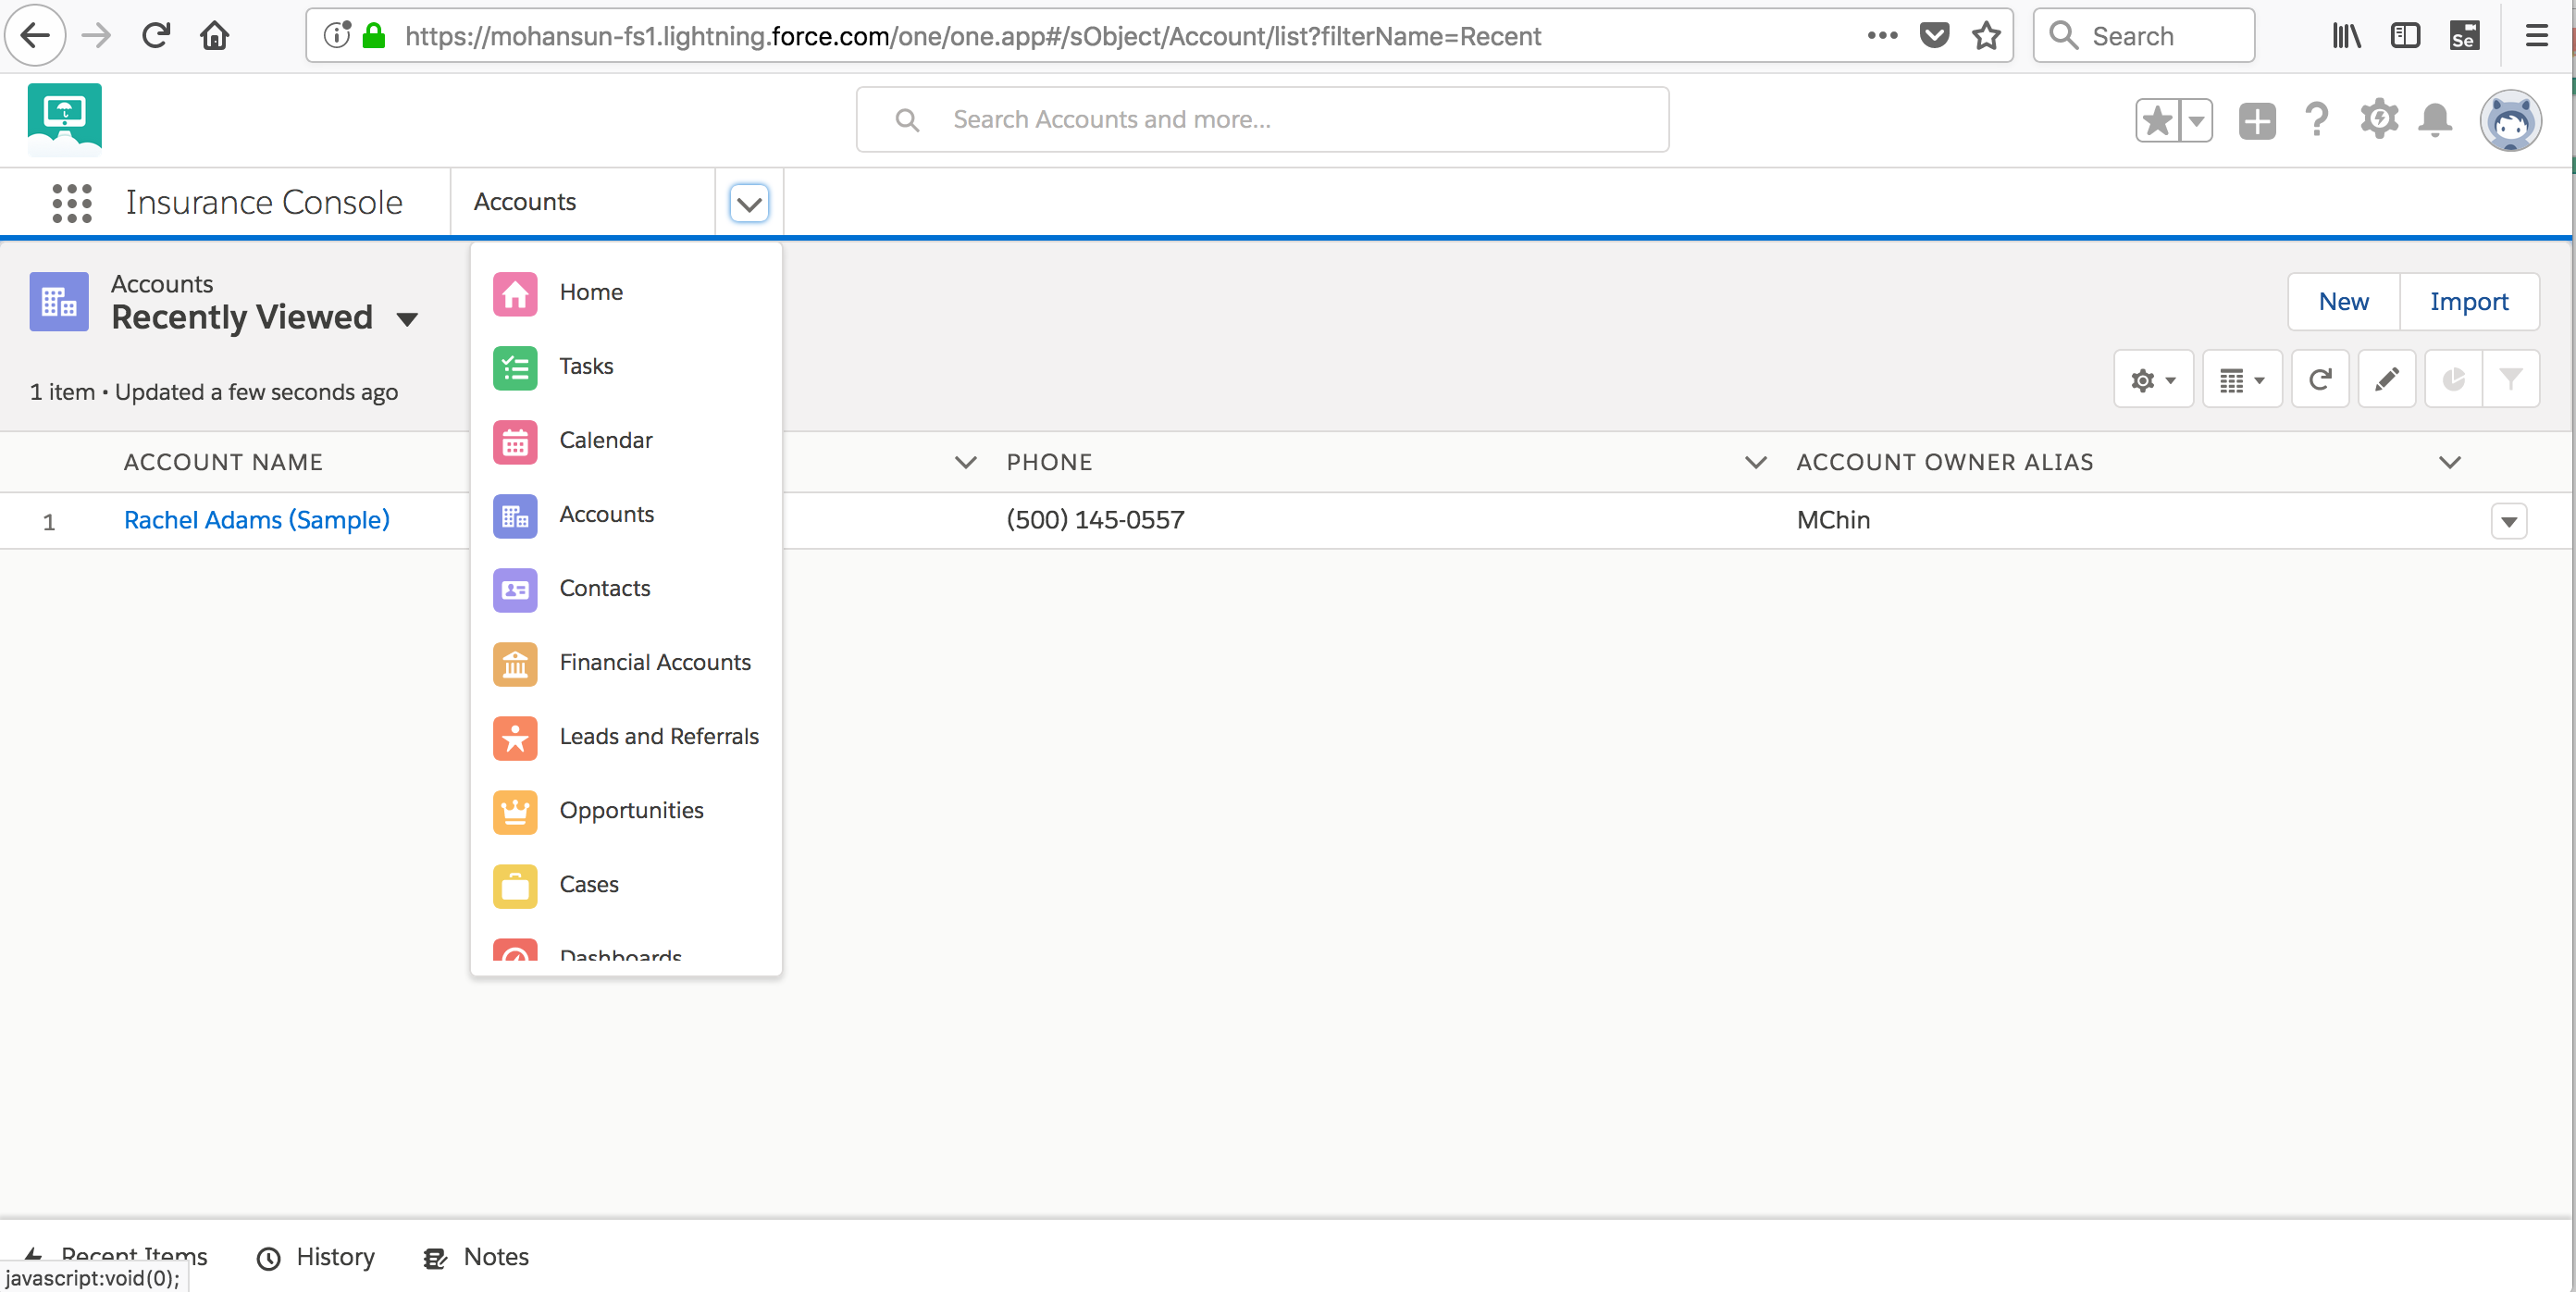 https://mohansun-fs1.lightning.force.com/one/one.app#/sObject/Account/list?filterName=Recent
Search
Se
Search Accounts and more...
Insurance Console
Accounts
Accounts
Recently Viewed
New
Import
1 item • Updated a few seconds ago
Home
Tasks
Calendar
Accounts
Contacts
Financial Accounts
Leads and Referrals
Opportunities
Cases
Dashboards
ACCOUNT NAME
PHONE
ACCOUNT OWNER ALIAS
1
Rachel Adams (Sample)
(500) 145-0557
MChin
Recent Items
History
Notes
javascript:void(0);